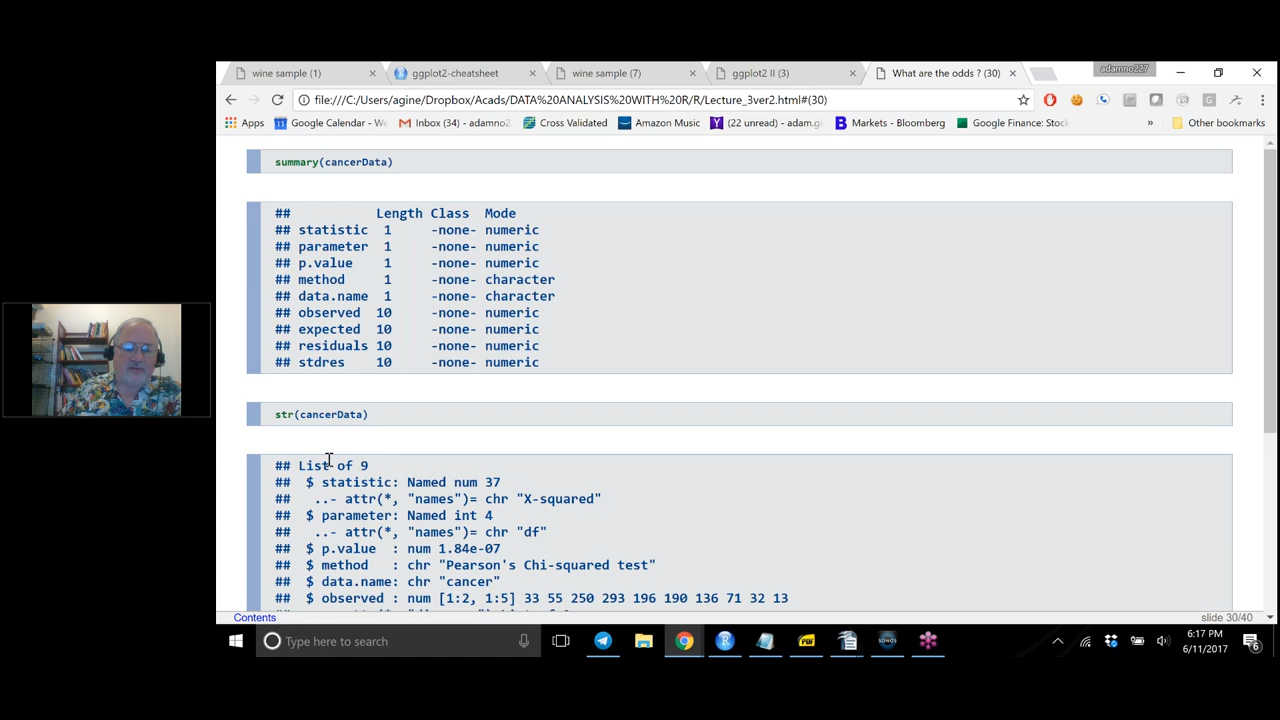 wine sample (1)
ggplot2-cheatsheet
wine sample (7)
ggplot2 II (3)
What are the odds ? (30)
adamno227
file:///C:/Users/agine/Dropbox/Acads/DATA%20ANALYSIS%20WITH%20R/R/Lecture_3ver2.html#(30)
Apps
Google Calendar - We
Inbox (34) - adamno2
Cross Validated
Amazon Music
(22 unread) - adam.gi
Markets - Bloomberg
Google Finance: Stoc
»
Other bookmarks
summary(cancerData)
## Length Class Mode
## statistic 1 -none- numeric
## parameter 1 -none- numeric
## p.value 1 -none- numeric
## method 1 -none- character
## data.name 1 -none- character
## observed 10 -none- numeric
## expected 10 -none- numeric
## residuals 10 -none- numeric
## stdres 10 -none- numeric
str(cancerData)
## List of 9
## $ statistic: Named num 37
## ..- attr(*, "names")= chr "X-squared"
## $ parameter: Named int 4
## ..- attr(*, "names")= chr "df"
## $ p.value : num 1.84e-07
## $ method : chr "Pearson's Chi-squared test"
## $ data.name: chr "cancer"
## $ observed : num [1:2, 1:5] 33 55 250 293 196 190 136 71 32 13
Contents
slide 30/40
Type here to search
PDF
SONOS
6:17 PM
6/11/2017
6